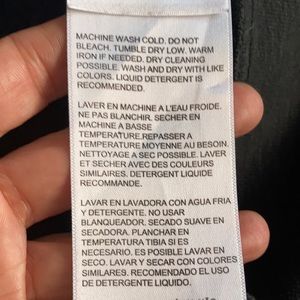 MACHINE WASH COLD. DO NOT
BLEACH. TUMBLE DRY LOW. WARM
IRON IF NEEDED. DRY CLEANING
POSSIBLE. WASH AND DRY WITH LIKE
COLORS. LIQUID DETERGENT IS
RECOMMENDED.
LAVER EN MACHINE A L'EAU FROIDE.
NE PAS BLANCHIR. SECHER EN
MACHINE A BASSE
TEMPERATURE.REPASSER A
TEMPERATURE MOYENNE AU BESOIN.
NETTOYAGE A SEC POSSIBLE. LAVER
ET SECHER AVEC DES COULEURS
SIMILAIRES. DETERGENT LIQUIDE
RECOMMANDE.
LAVAR EN LAVADORA CON AGUA FRIA
Y DETERGENTE. NO USAR
BLANQUEADOR. SECADO SUAVE EN
SECADORA. PLANCHAR EN
TEMPERATURA TIBIA SI ES
NECESARIO. ES POSIBLE LAVAR EN
SECO. LAVAR Y SECAR CON COLORES
SIMILARES. RECOMENDADO EL USO
DE DETERGENTE LIQUIDO.